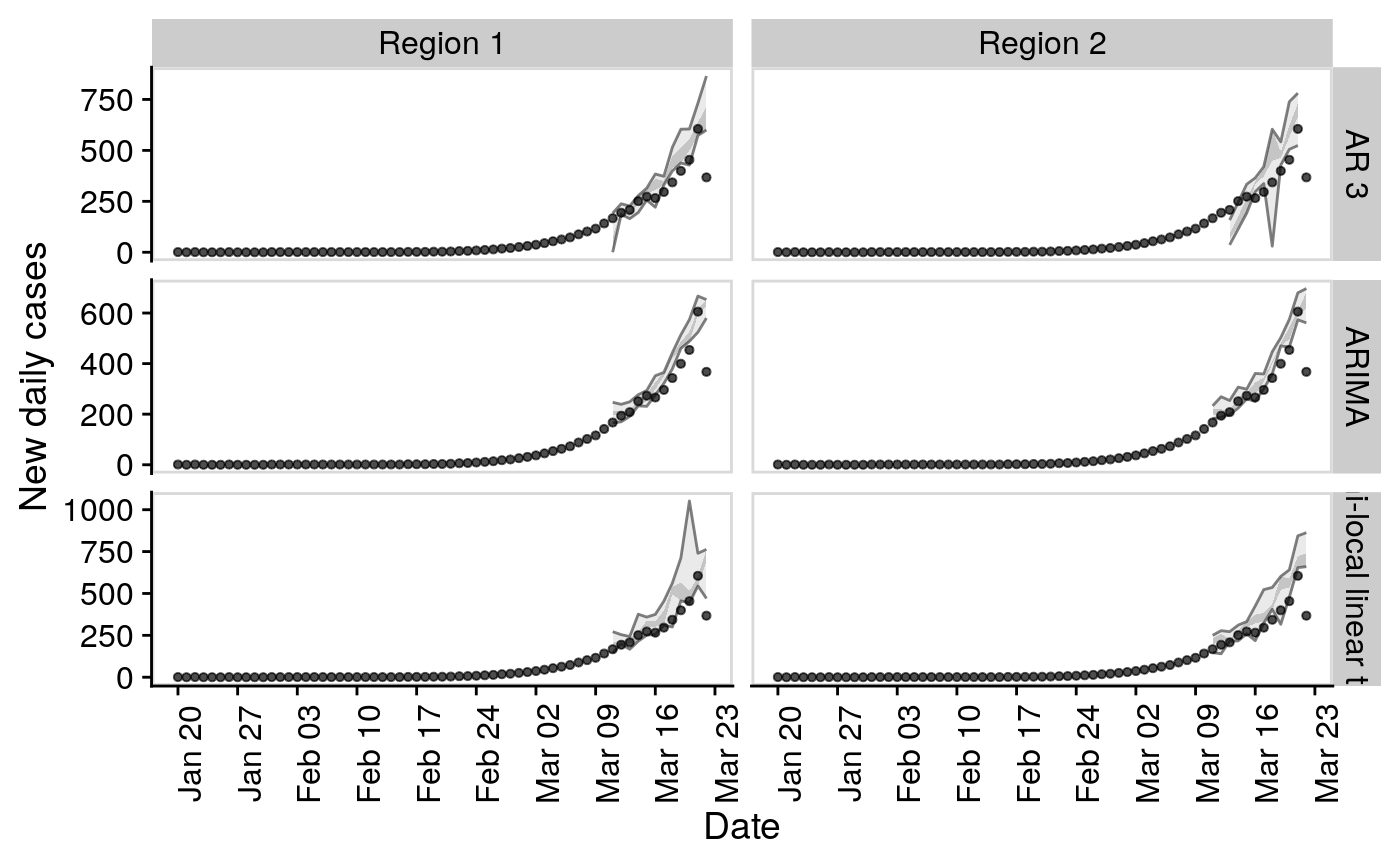 Region 1
Region 2
750
500
250
0
AR 3
New daily cases
600
400
200
0
ARIMA
1000
750
500
250
0
i-local linear t
Jan 20
Jan 27
Feb 03
Feb 10
Feb 17
Feb 24
Mar 02
Mar 09
Mar 16
Mar 23
Jan 20
Jan 27
Feb 03
Feb 10
Feb 17
Feb 24
Mar 02
Mar 09
Mar 16
Mar 23
Date